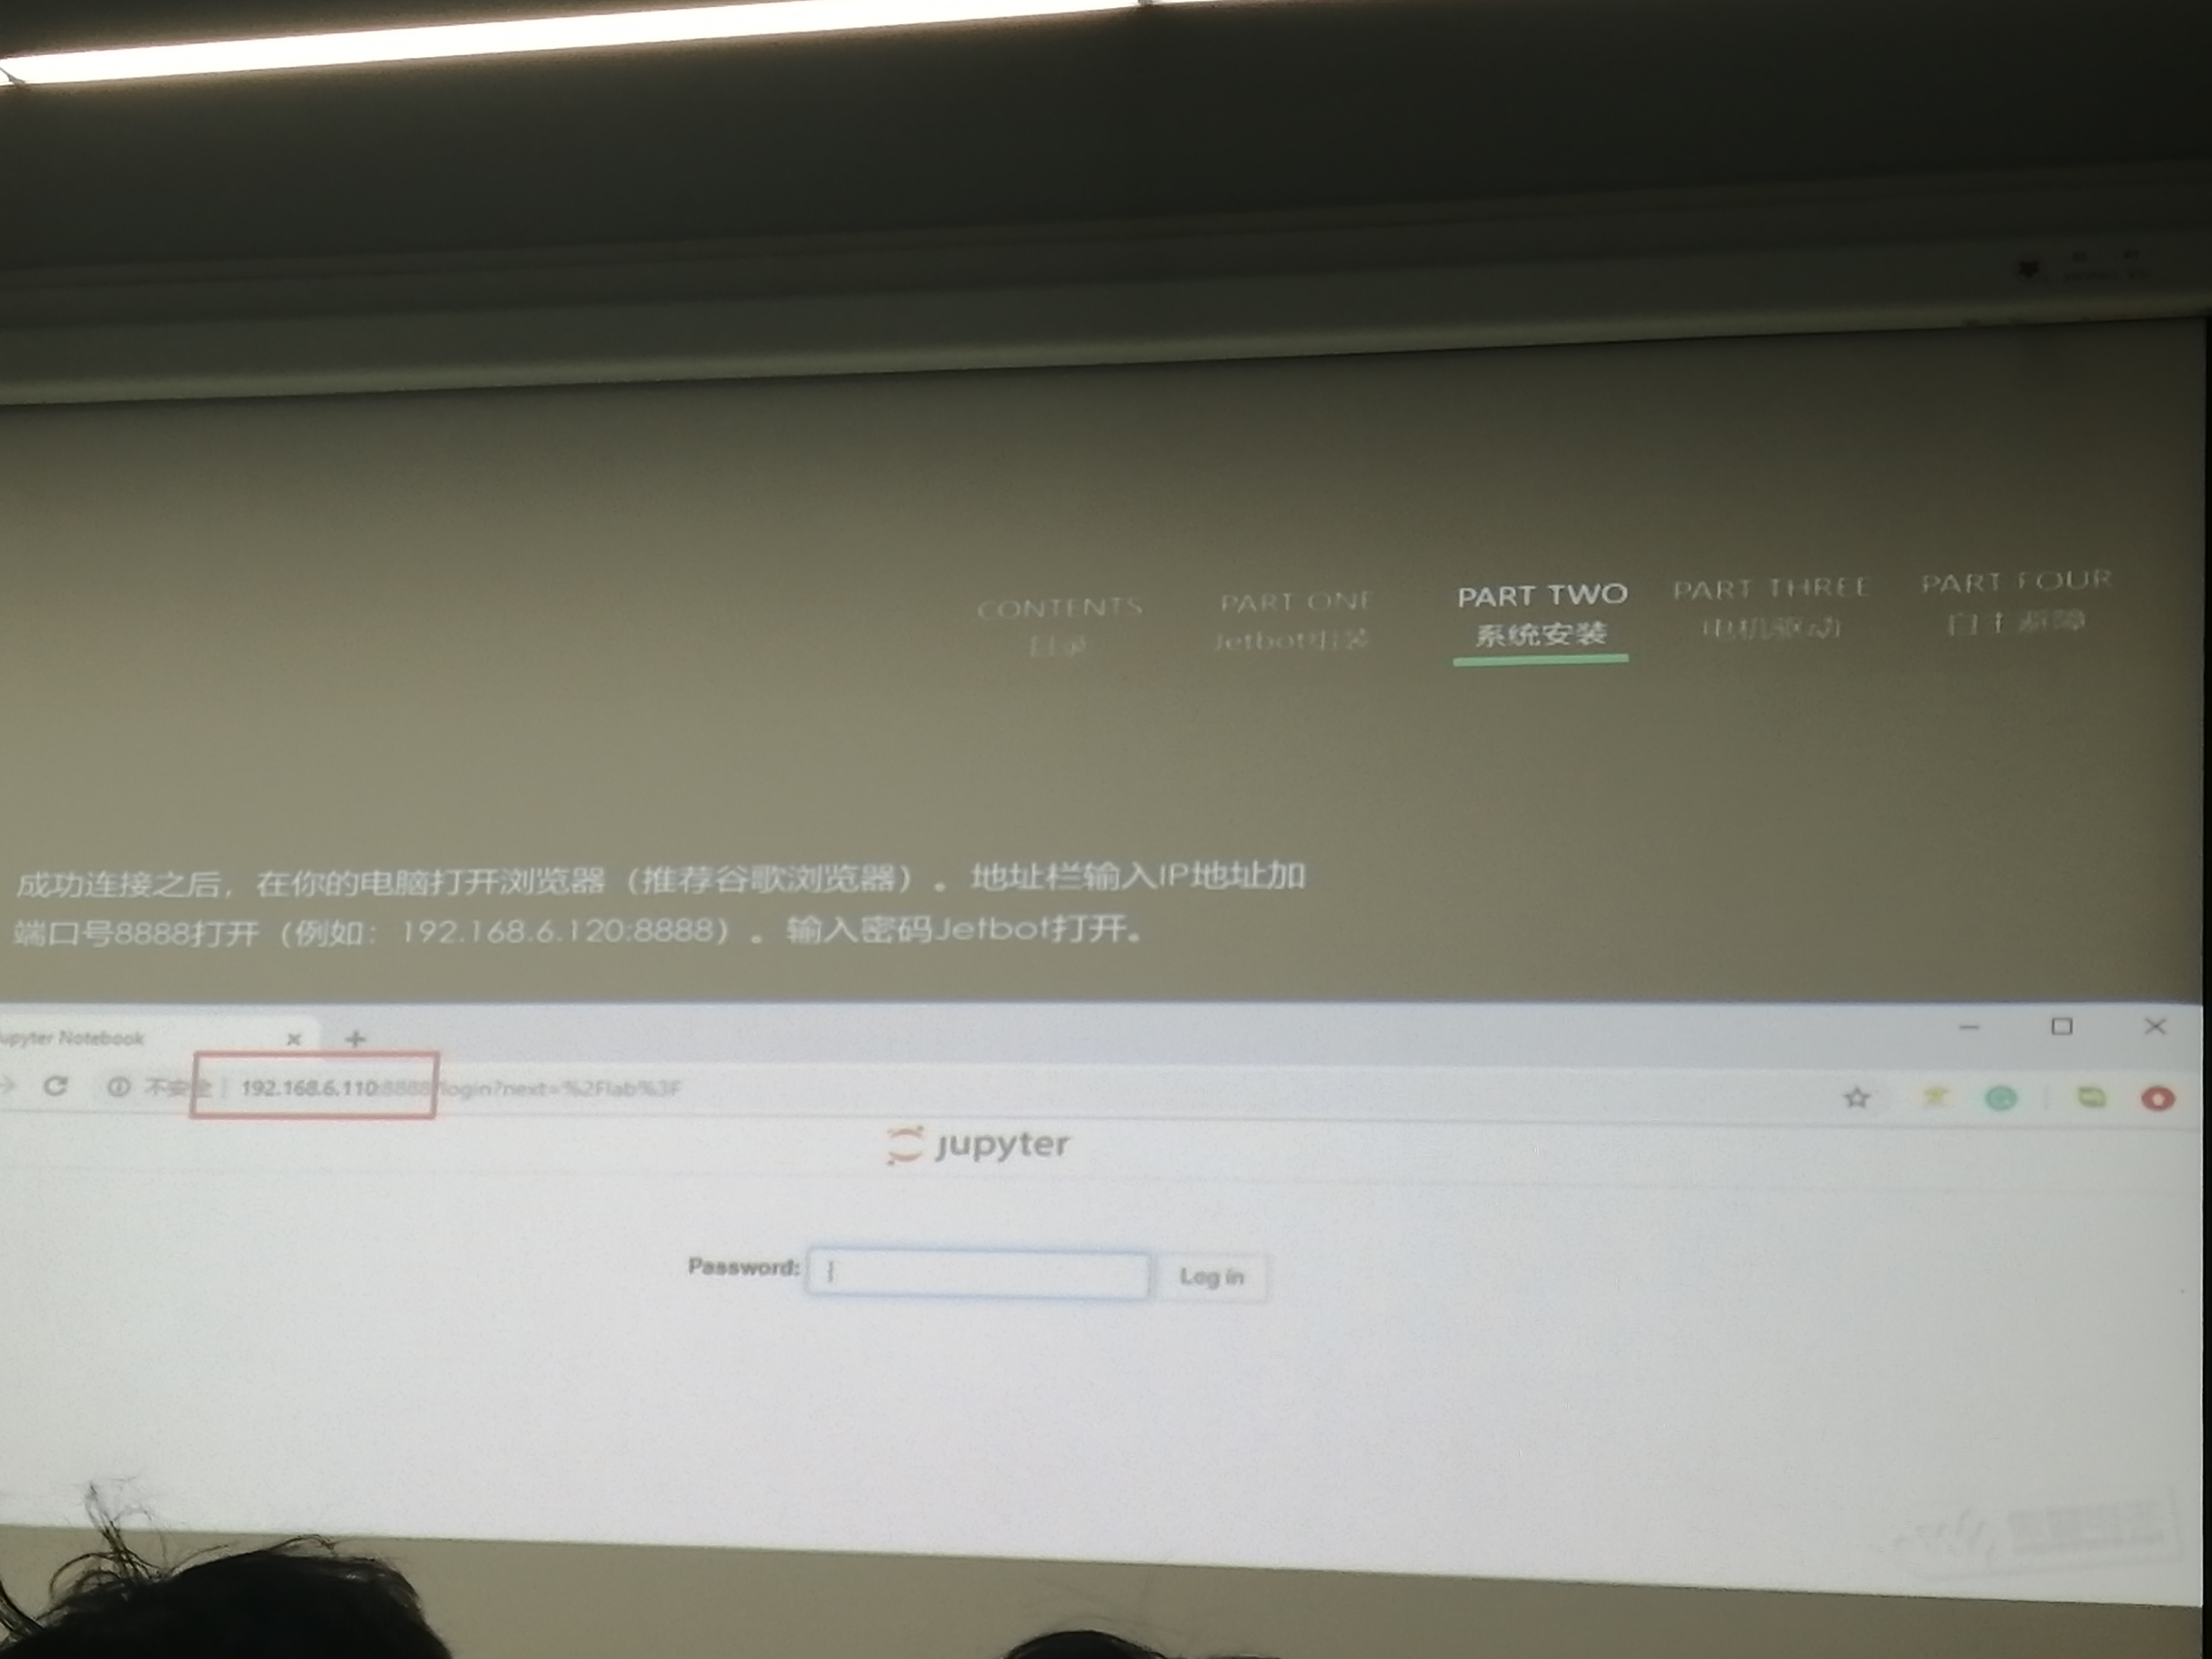 CONTENTS PART ONE PART TWO PART THREE PART FOUR
目录 Jetbot组装 系统安装 电机驱动 自主避障
成功连接之后，在你的电脑打开浏览器（推荐谷歌浏览器）。地址栏输入IP地址加
端口号8888打开（例如：192.168.6.120:8888）。输入密码Jetbot打开。
upyter Notebook
不安全 192.168.6.110:8888/login?next=%2Flab%3F
jupyter
Password: Log in